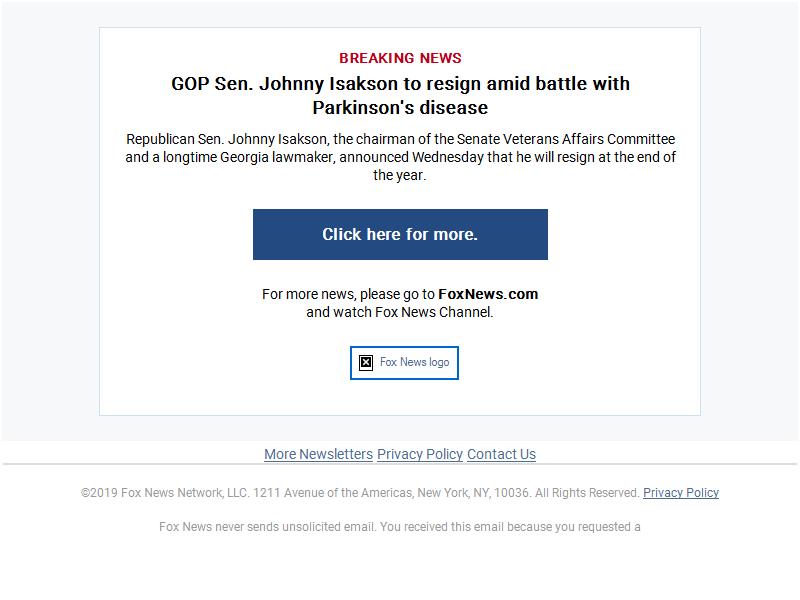 BREAKING NEWS
GOP Sen. Johnny Isakson to resign amid battle with
Parkinson's disease
Republican Sen. Johnny Isakson, the chairman of the Senate Veterans Affairs Committee
and a longtime Georgia lawmaker, announced Wednesday that he will resign at the end of
the year.
Click here for more.
For more news, please go to FoxNews.com
and watch Fox News Channel.
Fox News logo
More Newsletters Privacy Policy Contact Us
©2019 Fox News Network, LLC. 1211 Avenue of the Americas, New York, NY, 10036. All Rights Reserved. Privacy Policy
Fox News never sends unsolicited email. You received this email because you requested a